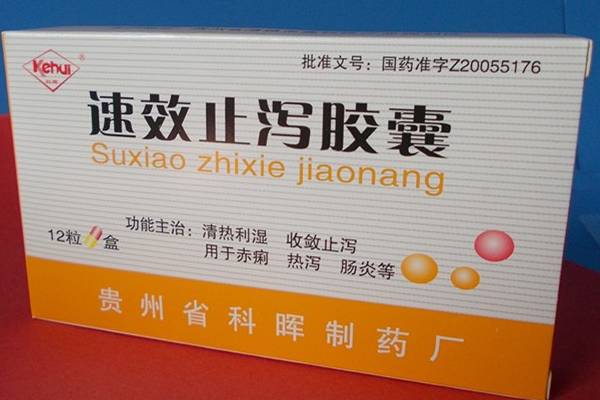 Kehui
批准文号：国药准字Z20055176
速效止泻胶囊
Suxiao zhixie jiaonang
12粒/盒
功能主治：清热利湿 收敛止泻
用于赤痢 热泻 肠炎等
贵州省科晖制药厂